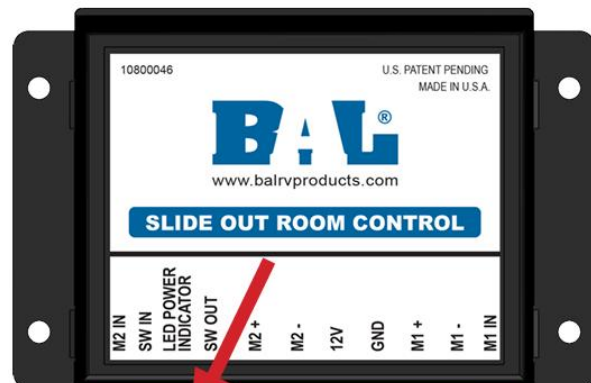 10800046
U.S. PATENT PENDING
MADE IN U.S.A.
BAL®
www.balrvproducts.com
SLIDE OUT ROOM CONTROL
M2 IN
SW IN
LED POWER
INDICATOR
SW OUT
M2 +
M2 -
12V
GND
M1 +
M1 -
M1 IN